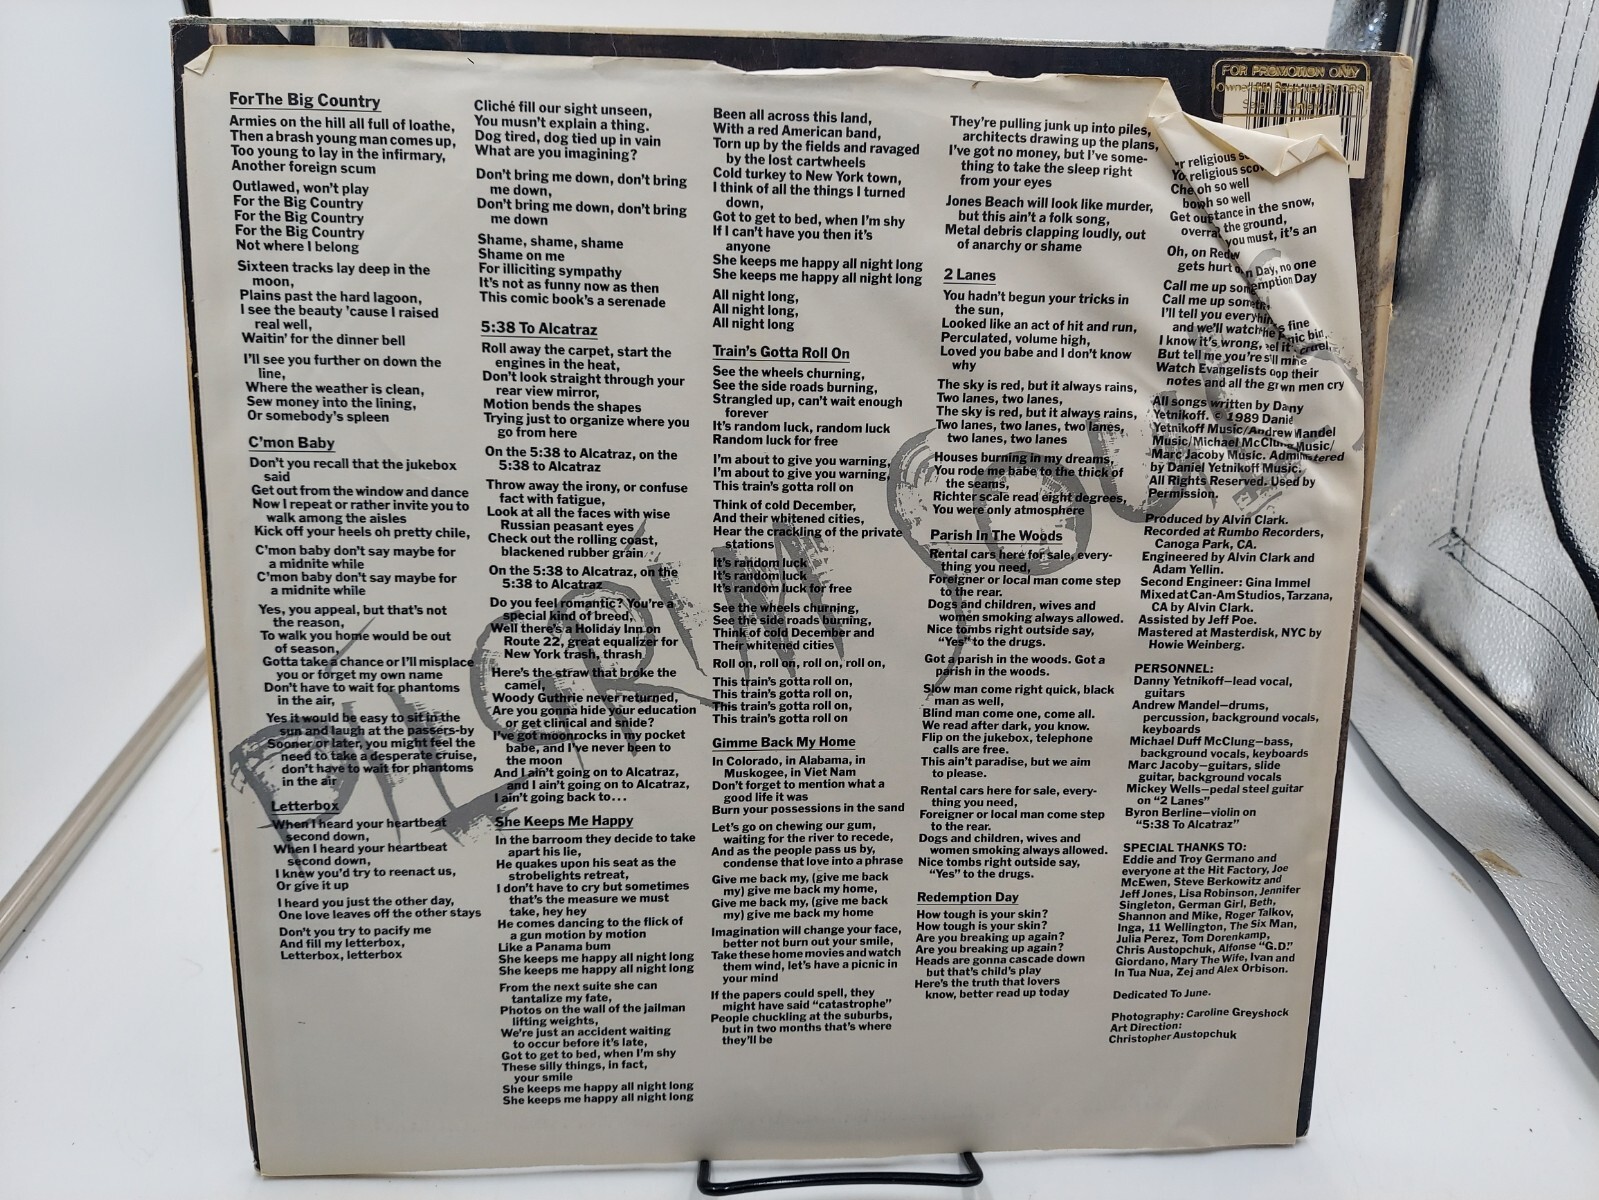 For The Big Country
Armies on the hill all full of loathe,
Then a brash young man comes up,
Too young to lay in the infirmary,
Another foreign scum
Outlawed, won't play
For the Big Country
For the Big Country
For the Big Country
Not where I belong
Sixteen tracks lay deep in the
moon,
Plains past the hard lagoon,
I see the beauty 'cause I raised
real well,
Waitin' for the dinner bell
I'll see you further on down the
line,
Where the weather is clean,
Sew money into the lining,
Or somebody's spleen
C'mon Baby
Don't you recall that the jukebox
said
Get out from the window and dance
Now I repeat or rather invite you to
walk among the aisles
Kick off your heels oh pretty chile,
C'mon baby don't say maybe for
a midnite while
C'mon baby don't say maybe for
a midnite while
Yes, you appeal, but that's not
the reason,
To walk you home would be out
of season,
Gotta take a chance or I'll misplace
you or forget my own name
Don't have to wait for phantoms
in the air,
Yes it would be easy to sit in the
sun and laugh at the passers-by
Sooner or later, you might feel the
need to take a desperate cruise,
don't have to wait for phantoms
in the air
Letterbox
When I heard your heartbeat
second down,
When I heard your heartbeat
second down,
I knew you'd try to reenact us,
Or give it up
I heard you just the other day,
One love leaves off the other stays
Don't you try to pacify me
And fill my letterbox,
Letterbox, letterbox
Cliché fill our sight unseen,
You musn't explain a thing.
Dog tired, dog tied up in vain
What are you imagining?
Don't bring me down, don't bring
me down,
Don't bring me down, don't bring
me down
Shame, shame, shame
Shame on me
For illiciting sympathy
It's not as funny now as then
This comic book's a serenade
5:38 To Alcatraz
Roll away the carpet, start the
engines in the heat,
Don't look straight through your
rear view mirror,
Motion bends the shapes
Trying just to organize where you
go from here
On the 5:38 to Alcatraz, on the
5:38 to Alcatraz
Throw away the irony, or confuse
fact with fatigue,
Look at all the faces with wise
Russian peasant eyes
Check out the rolling coast,
blackened rubber grain
On the 5:38 to Alcatraz, on the
5:38 to Alcatraz
Do you feel romantic? You're a
special kind of breed,
Well there's a Holiday Inn on
Route 22, great equalizer for
New York trash, thrash
Here's the straw that broke the
camel,
Woody Guthrie never returned,
Are you gonna hide your education
or get clinical and snide?
I've got moonrocks in my pocket
babe, and I've never been to
the moon
And I ain't going on to Alcatraz,
and I ain't going on to Alcatraz,
I ain't going back to...
She Keeps Me Happy
In the barroom they decide to take
apart his lie,
He quakes upon his seat as the
strobelights retreat,
I don't have to cry but sometimes
that's the measure we must
take, hey hey
He comes dancing to the flick of
a gun motion by motion
Like a Panama bum
She keeps me happy all night long
She keeps me happy all night long
From the next suite she can
tantalize my fate,
Photos on the wall of the jailman
lifting weights,
We're just an accident waiting
to occur before it's late,
Got to get to bed, when I'm shy
These silly things, in fact,
your smile
She keeps me happy all night long
She keeps me happy all night long
Been all across this land,
With a red American band,
Torn up by the fields and ravaged
by the lost cartwheels
Cold turkey to New York town,
I think of all the things I turned
down,
Got to get to bed, when I'm shy
If I can't have you then it's
anyone
She keeps me happy all night long
She keeps me happy all night long
All night long,
All night long,
All night long
Train's Gotta Roll On
See the wheels churning,
See the side roads burning,
Strangled up, can't wait enough
forever
It's random luck, random luck
Random luck for free
I'm about to give you warning,
I'm about to give you warning,
This train's gotta roll on
Think of cold December,
And their whitened cities,
Hear the crackling of the private
stations
It's random luck
It's random luck
It's random luck for free
See the wheels churning,
See the side roads burning,
Think of cold December and
Their whitened cities
Roll on, roll on, roll on, roll on,
This train's gotta roll on,
This train's gotta roll on,
This train's gotta roll on,
This train's gotta roll on
Gimme Back My Home
In Colorado, in Alabama, in
Muskogee, in Viet Nam
Don't forget to mention what a
good life it was
Burn your possessions in the sand
Let's go on chewing our gum,
waiting for the river to recede,
And as the people pass us by,
condense that love into a phrase
Give me back my, (give me back
my) give me back my home,
Give me back my, (give me back
my) give me back my home
Imagination will change your face,
better not burn out your smile,
Take these home movies and watch
them wind, let's have a picnic in
your mind
If the papers could spell, they
might have said "catastrophe"
People chuckling at the suburbs,
but in two months that's where
they'll be
They're pulling junk up into piles,
architects drawing up the plans,
I've got no money, but I've some-
thing to take the sleep right
from your eyes
Jones Beach will look like murder,
but this ain't a folk song,
Metal debris clapping loudly, out
of anarchy or shame
2 Lanes
You hadn't begun your tricks in
the sun,
Looked like an act of hit and run,
Perculated, volume high,
Loved you babe and I don't know
why
The sky is red, but it always rains,
Two lanes, two lanes,
The sky is red, but it always rains,
Two lanes, two lanes, two lanes,
two lanes, two lanes
Houses burning in my dreams,
You rode me babe to the thick of
the seams,
Richter scale read eight degrees,
You were only atmosphere
Parish In The Woods
Rental cars here for sale, every-
thing you need,
Foreigner or local man come step
to the rear.
Dogs and children, wives and
women smoking always allowed.
Nice tombs right outside say,
"Yes" to the drugs.
Got a parish in the woods. Got a
parish in the woods.
Slow man come right quick, black
man as well,
Blind man come one, come all.
We read after dark, you know.
Flip on the jukebox, telephone
calls are free.
This ain't paradise, but we aim
to please.
Rental cars here for sale, every-
thing you need,
Foreigner or local man come step
to the rear.
Dogs and children, wives and
women smoking always allowed.
Nice tombs right outside say,
"Yes" to the drugs.
Redemption Day
How tough is your skin?
How tough is your skin?
Are you breaking up again?
Are you breaking up again?
Heads are gonna cascade down
but that's child's play
Here's the truth that lovers
know, better read up today
FOR PROMOTION ONLY
religious
religious
oh so well
oh so well
Get
in the snow,
the ground,
you must, it's an
Oh, on
Day, no one
gets hurt
Day
Call me up
Call me up
I'll tell you
fine
and we'll watch the
bin,
I know it's wrong,
cruel
But tell me you're
mine
Watch Evangelists
their
notes and all the grown men cry
All songs written by Danny
Yetnikoff. © 1989 Daniel
Yetnikoff Music/Andrew Mandel
Music/Michael McClung Music/
Marc Jacoby Music. Administered
by Daniel Yetnikoff Music.
All Rights Reserved. Used by
Permission.
Produced by Alvin Clark.
Recorded at Rumbo Recorders,
Canoga Park, CA.
Engineered by Alvin Clark and
Adam Yellin.
Second Engineer: Gina Immel
Mixed at Can-Am Studios, Tarzana,
CA by Alvin Clark.
Assisted by Jeff Poe.
Mastered at Masterdisk, NYC by
Howie Weinberg.
PERSONNEL:
Danny Yetnikoff—lead vocal,
guitars
Andrew Mandel—drums,
percussion, background vocals,
keyboards
Michael Duff McClung—bass,
background vocals, keyboards
Marc Jacoby—guitars, slide
guitar, background vocals
Mickey Wells—pedal steel guitar
on "2 Lanes"
Byron Berline—violin on
"5:38 To Alcatraz"
SPECIAL THANKS TO:
Eddie and Troy Germano and
everyone at the Hit Factory, Joe
McEwen, Steve Berkowitz and
Jeff Jones, Lisa Robinson, Jennifer
Singleton, German Girl, Beth,
Shannon and Mike, Roger Talkov,
Inga, 11 Wellington, The Six Man,
Julia Perez, Tom Dorenkamp,
Chris Austopchuk, Alfonse "G.D."
Giordano, Mary The Wife, Ivan and
In Tua Nua, Zej and Alex Orbison.
Dedicated To June.
Photography: Caroline Greyshock
Art Direction:
Christopher Austopchuk
PILGRIM SOULS